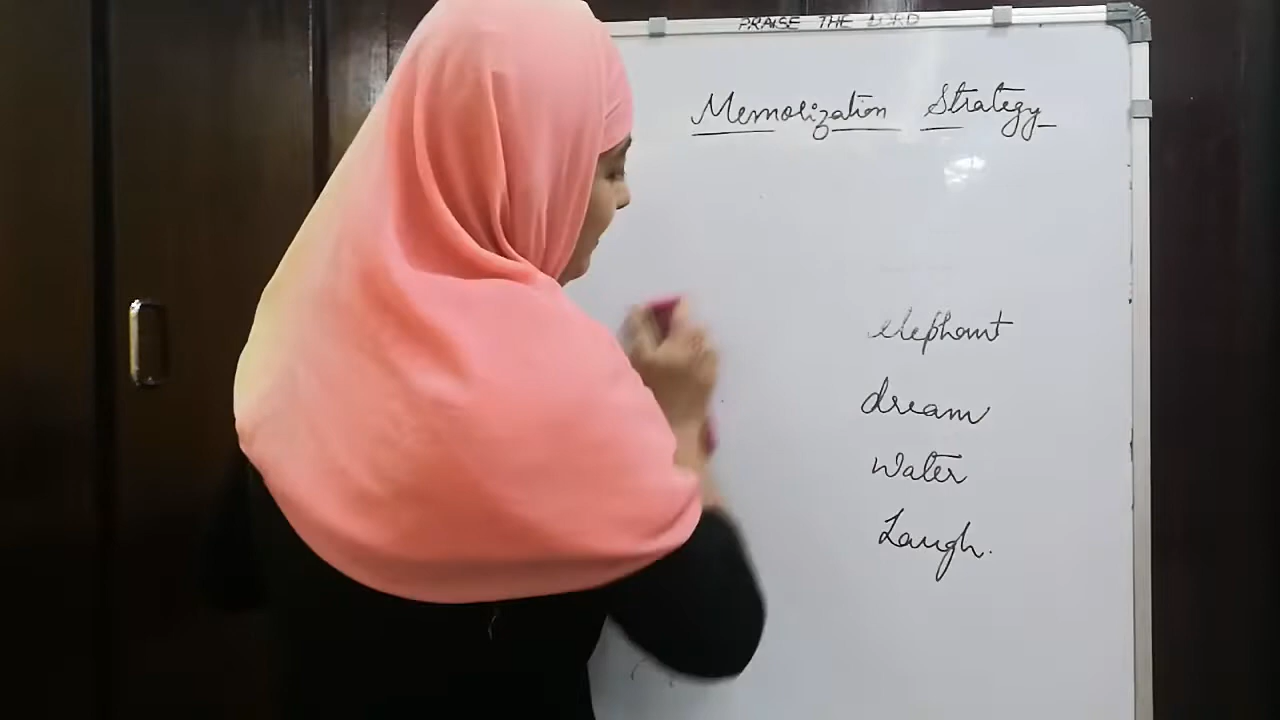 PRAISE THE LORD
Memorization Strategy
elephant
dream
Water
Laugh.